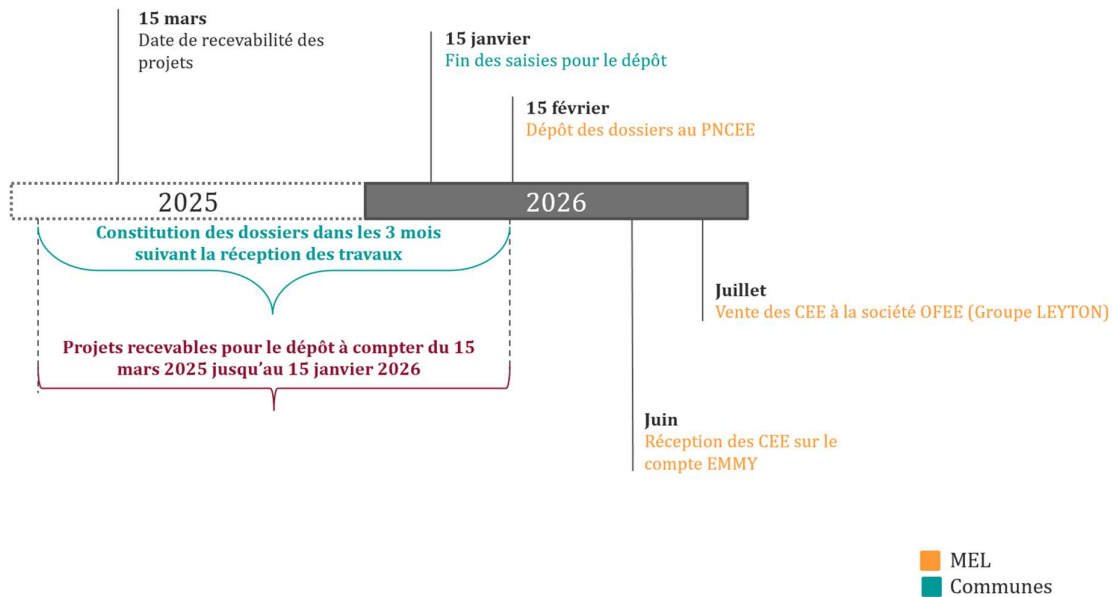 15 mars
Date de recevabilité des
projets
15 janvier
Fin des saisies pour le dépôt
15 février
Dépôt des dossiers au PNCEE
2025
2026
Constitution des dossiers dans les 3 mois
suivant la réception des travaux
Projets recevables pour le dépôt à compter du 15
mars 2025 jusqu’au 15 janvier 2026
Juillet
Vente des CEE à la société OFEE (Groupe LEYTON)
Juin
Réception des CEE sur le
compte EMMY
MEL
Communes